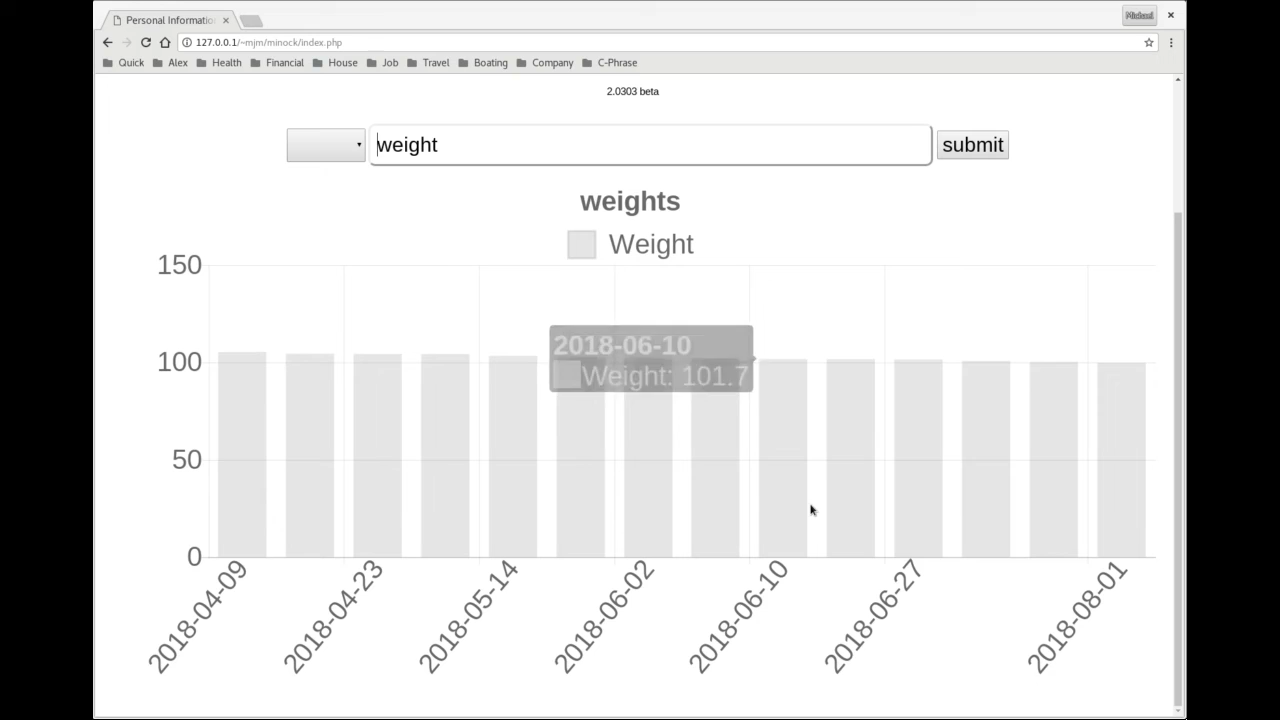 Personal Informatio
Michael
127.0.0.1/~mjm/minock/index.php
Quick Alex Health Financial House Job Travel Boating Company C-Phrase
2.0303 beta
weight submit
weights
Weight
150
100
50
0
2018-06-10
Weight: 101.7
2018-04-09 2018-04-23 2018-05-14 2018-06-02 2018-06-10 2018-06-27 2018-08-01